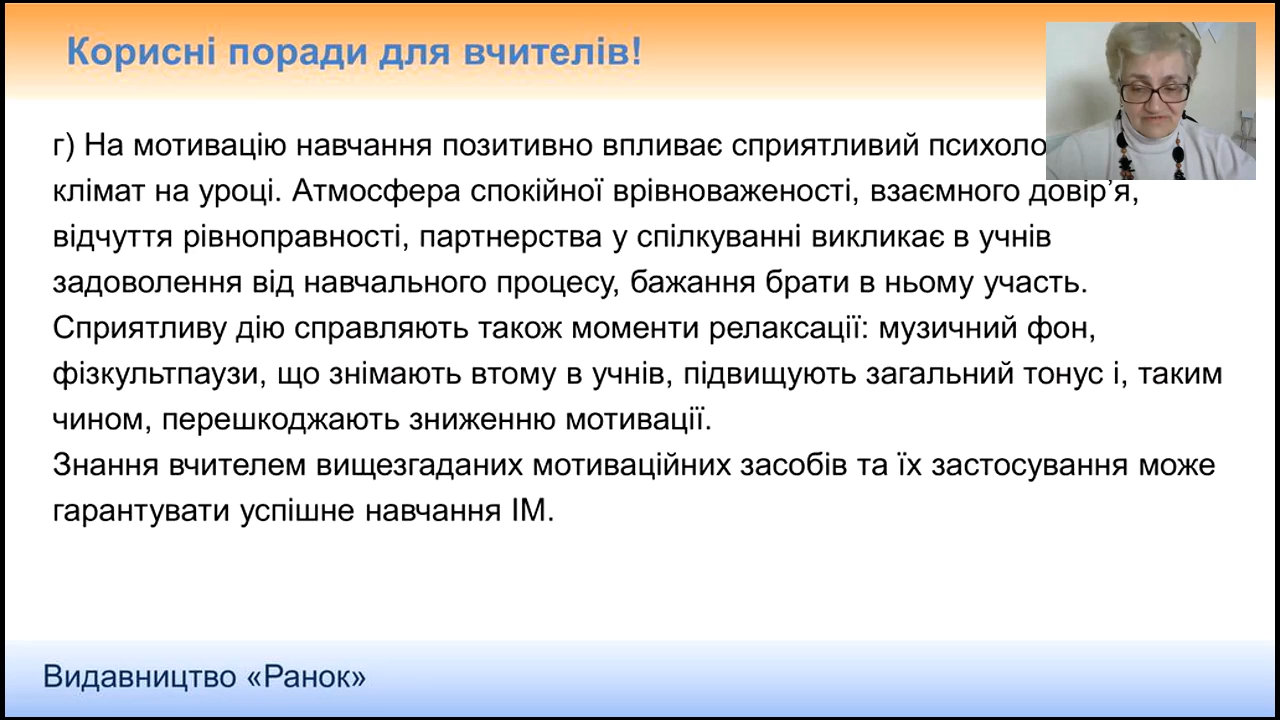 Корисні поради для вчителів!
г) На мотивацію навчання позитивно впливає сприятливий
клімат на уроці. Атмосфера спокійної врівноваженості, взаємного довір’я,
відчуття рівноправності, партнерства у спілкуванні викликає в учнів
задоволення від навчального процесу, бажання брати в ньому участь.
Сприятливу дію справляють також моменти релаксації: музичний фон,
фізкультпаузи, що знімають втому в учнів, підвищують загальний тонус і, таким
чином, перешкоджають зниженню мотивації.
Знання вчителем вищезгаданих мотиваційних засобів та їх застосування може
гарантувати успішне навчання ІМ.
Видавництво «Ранок»